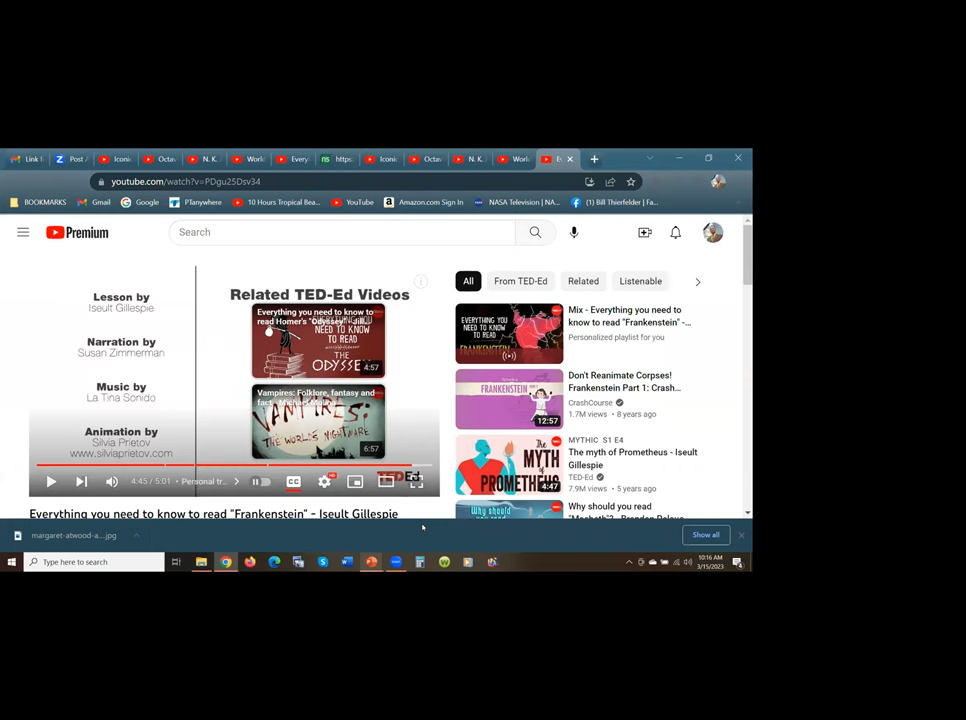 Link
Post
Iconic
Octav
N. K.
World
Every
ns https:
Iconic
Octav
N. K.
World
youtube.com/watch?v=PDgu25Dsv34
BOOKMARKS Gmail Google PTanywhere 10 Hours Tropical Bea... YouTube Amazon.com Sign In NASA Television | NA... (1) Bill Thierfelder | Fa...
Premium
Search
Lesson by
Iseult Gillespie
Narration by
Susan Zimmerman
Music by
La Tina Sonido
Animation by
Silvia Prietov
www.silviaprietov.com
Related TED-Ed Videos
Everything you need to know to
read Homer's "Odyssey" - Jill...
INEED TO KNOW
TO READ
THE
ODYSSEY
4:57
Vampires: Folklore, fantasy and
fact - Michael Molina
VAMPIRES:
THE WORLD'S NIGHTMARE
6:57
TEDEd
4:45 / 5:01 Personal tr...
CC
HD
Everything you need to know to read "Frankenstein" - Iseult Gillespie
All From TED-Ed Related Listenable
EVERYTHING
YOU NEED TO
KNOW TO READ
FRANKENSTEIN
Mix - Everything you need to
know to read "Frankenstein" -...
Personalized playlist for you
FRANKENSTEIN
12:57
Don't Reanimate Corpses!
Frankenstein Part 1: Crash...
CrashCourse
1.7M views • 8 years ago
The
MYTH
OF
PROMETHEUS
4:47
MYTHIC S1 E4
The myth of Prometheus - Iseult
Gillespie
TED-Ed
7.9M views • 5 years ago
Why should you
Why should you read
"Macbeth"? - Brendan Pelsue
margaret-atwood-a....jpg
Show all
Type here to search
10:16 AM
3/15/2023